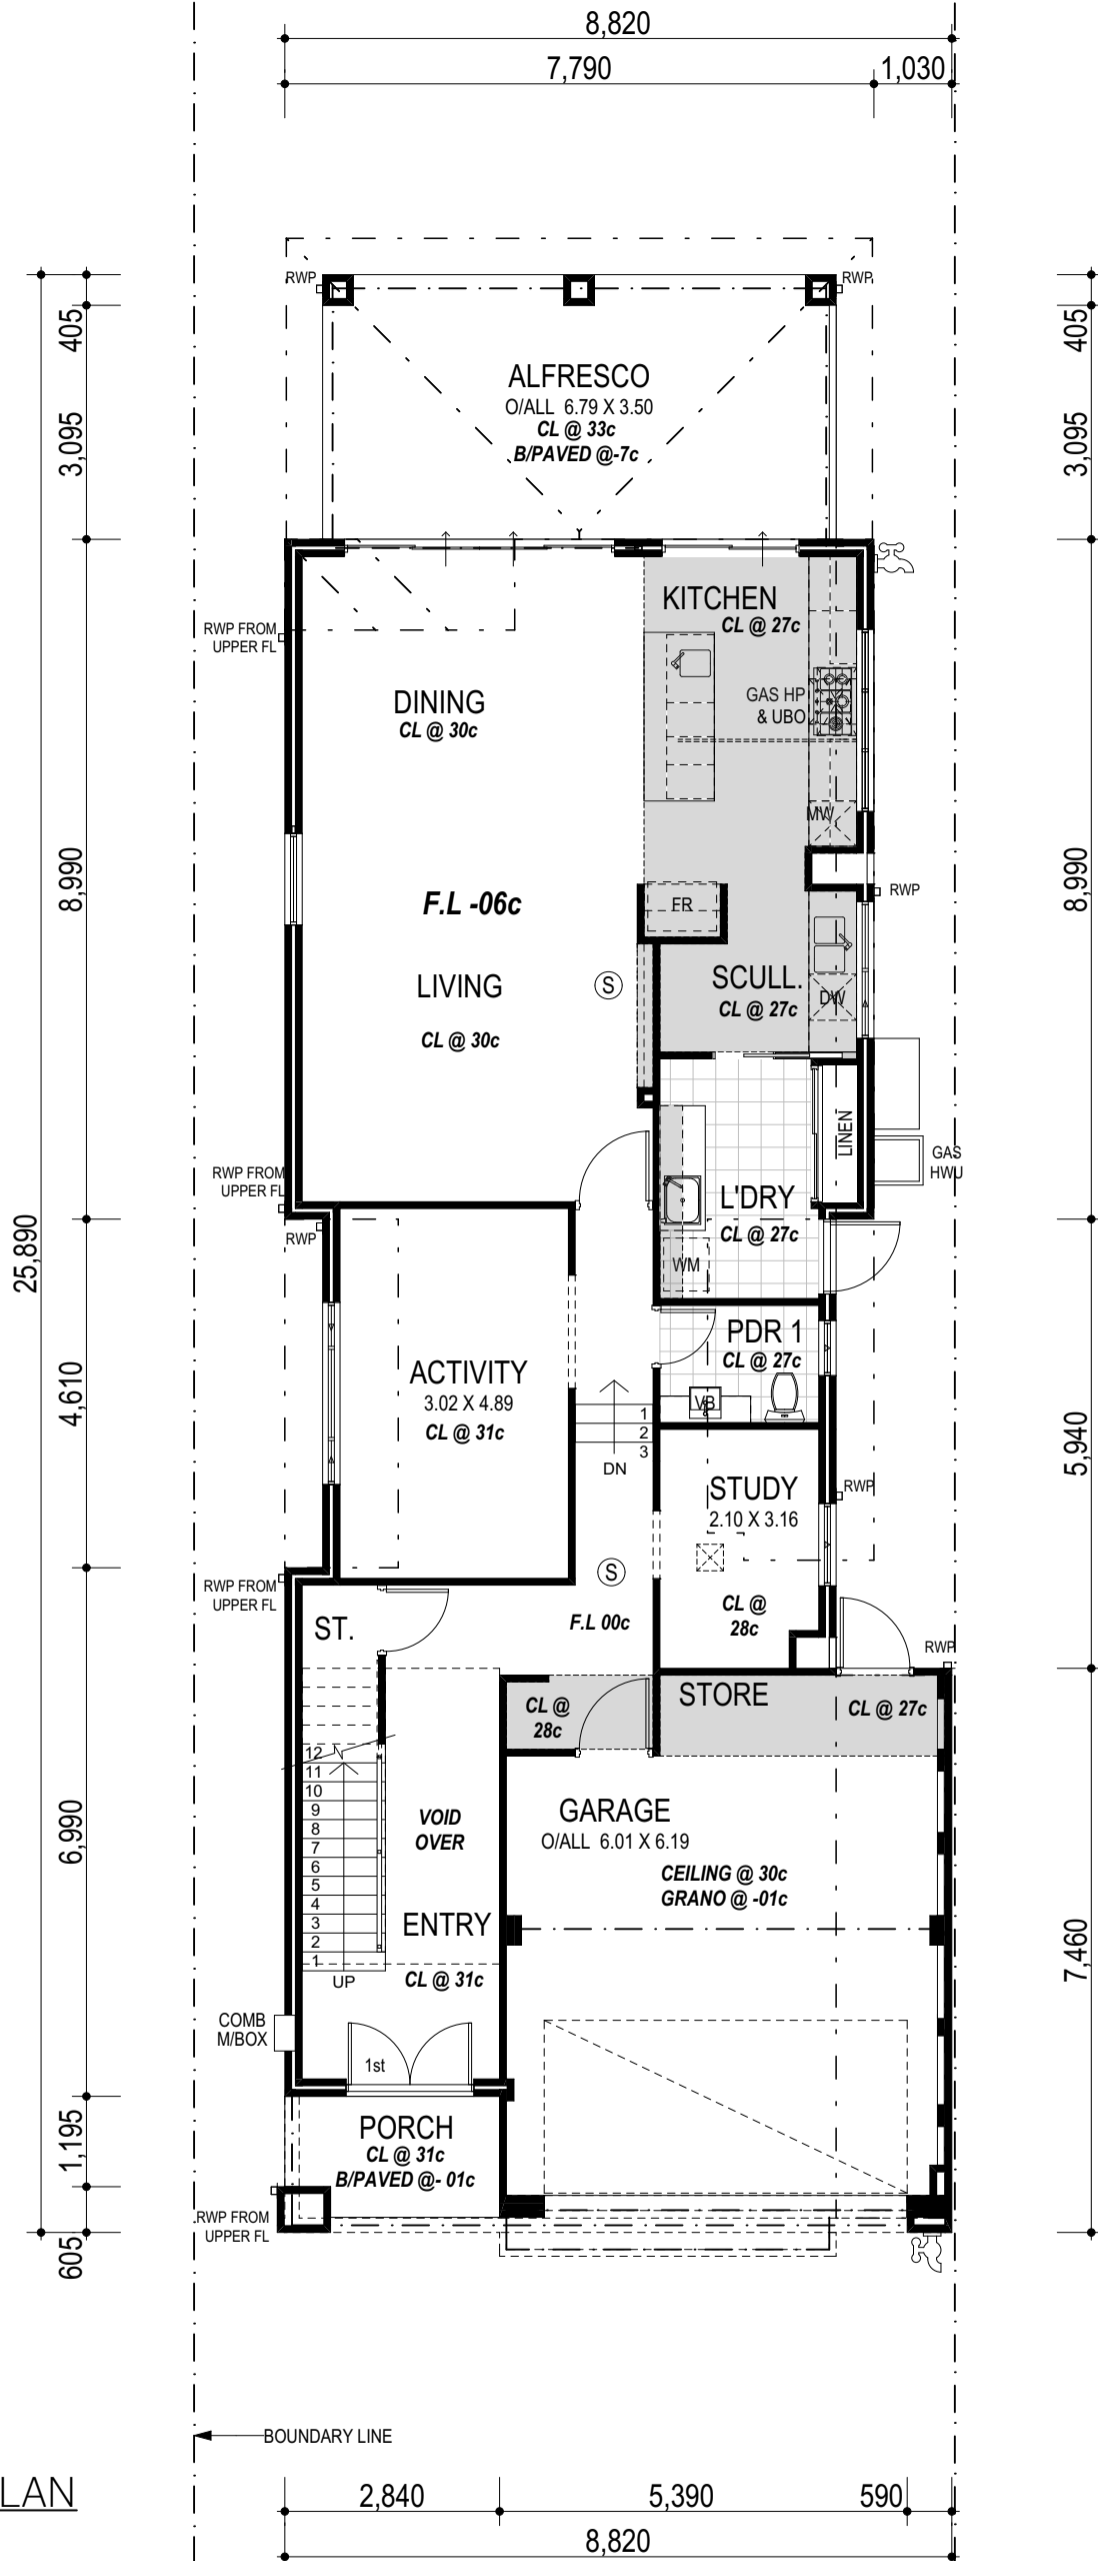 8,820
7,790
1,030
RWP
RWP
405
3,095
405
3,095
ALFRESCO
O/ALL 6.79 X 3.50
CL @ 33c
B/PAVED @-7c
KITCHEN
CL @ 27c
RWP FROM
UPPER FL
DINING
CL @ 30c
GAS HP
& UBO
MW
8,990
8,990
F.L -06c
FR
RWP
LIVING
CL @ 30c
S
SCULL.
CL @ 27c
DW
LINEN
GAS
HWU
RWP FROM
UPPER FL
L'DRY
CL @ 27c
RWP
WM
25,890
PDR 1
CL @ 27c
VB
ACTIVITY
3.02 X 4.89
CL @ 31c
4,610
5,940
1
2
3
DN
STUDY
2.10 X 3.16
RWP
CL @
28c
S
RWP FROM
UPPER FL
ST.
F.L 00c
RWP
STORE
CL @ 27c
CL @
28c
12
11
10
9
8
7
6
5
4
3
2
1
UP
VOID
OVER
GARAGE
O/ALL 6.01 X 6.19
CEILING @ 30c
GRANO @ -01c
6,990
7,460
ENTRY
CL @ 31c
COMB
M/BOX
1st
PORCH
CL @ 31c
B/PAVED @- 01c
1,195
RWP FROM
UPPER FL
605
BOUNDARY LINE
LAN
2,840
5,390
590
8,820